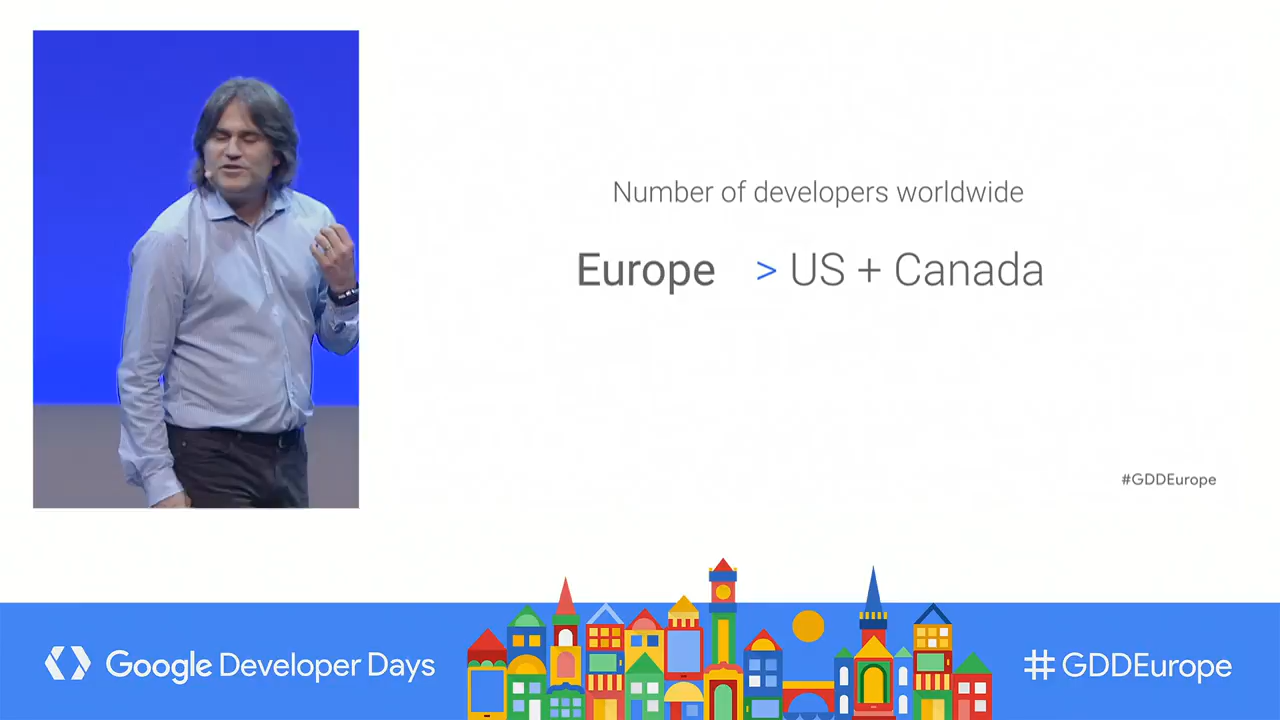 Number of developers worldwide
Europe > US + Canada
#GDDEurope
Google Developer Days
#GDDEurope